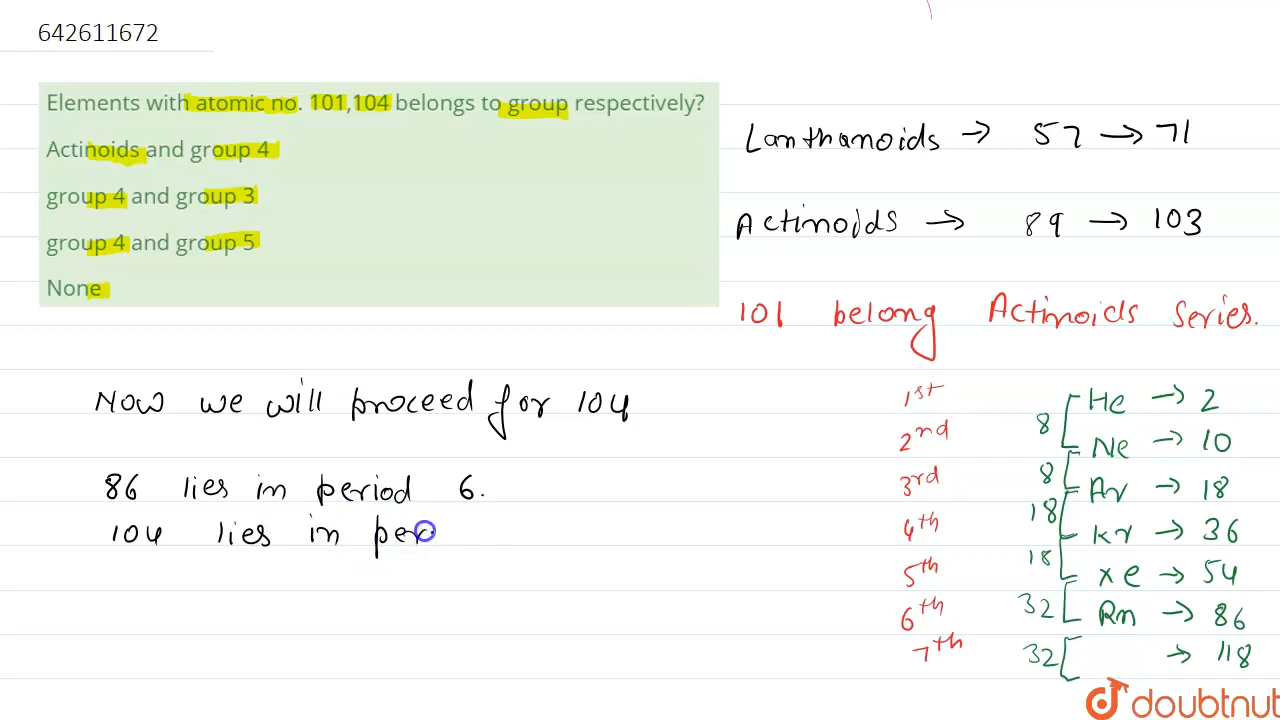 642611672
Elements with atomic no. 101,104 belongs to group respectively?
Actinoids and group 4
group 4 and group 3
group 4 and group 5
None
Lanthanoids → 57 → 71
Actinoids → 89 → 103
101 belong Actinoids series.
Now we will proceed for 104
86 lies in period 6.
104 lies in per
1st
2nd
3rd
4th
5th
6th
7th
8
8
18
18
32
32
He → 2
Ne → 10
Ar → 18
Kr → 36
Xe → 54
Rn → 86
→ 118
doubtnut